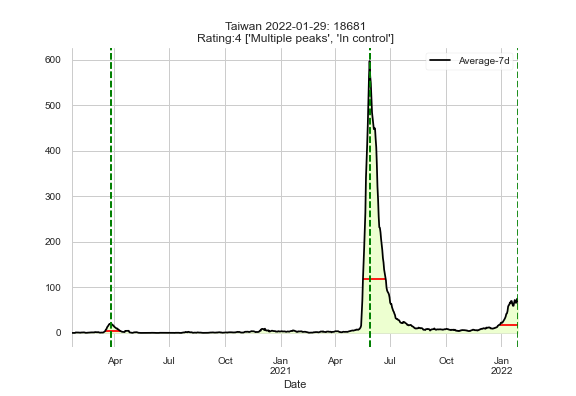 Taiwan 2022-01-29: 18681
Rating:4 ['Multiple peaks', 'In control']
Average-7d
600
500
400
300
200
100
0
Apr
Jul
Oct
Jan
2021
Apr
Jul
Oct
Jan
2022
Date